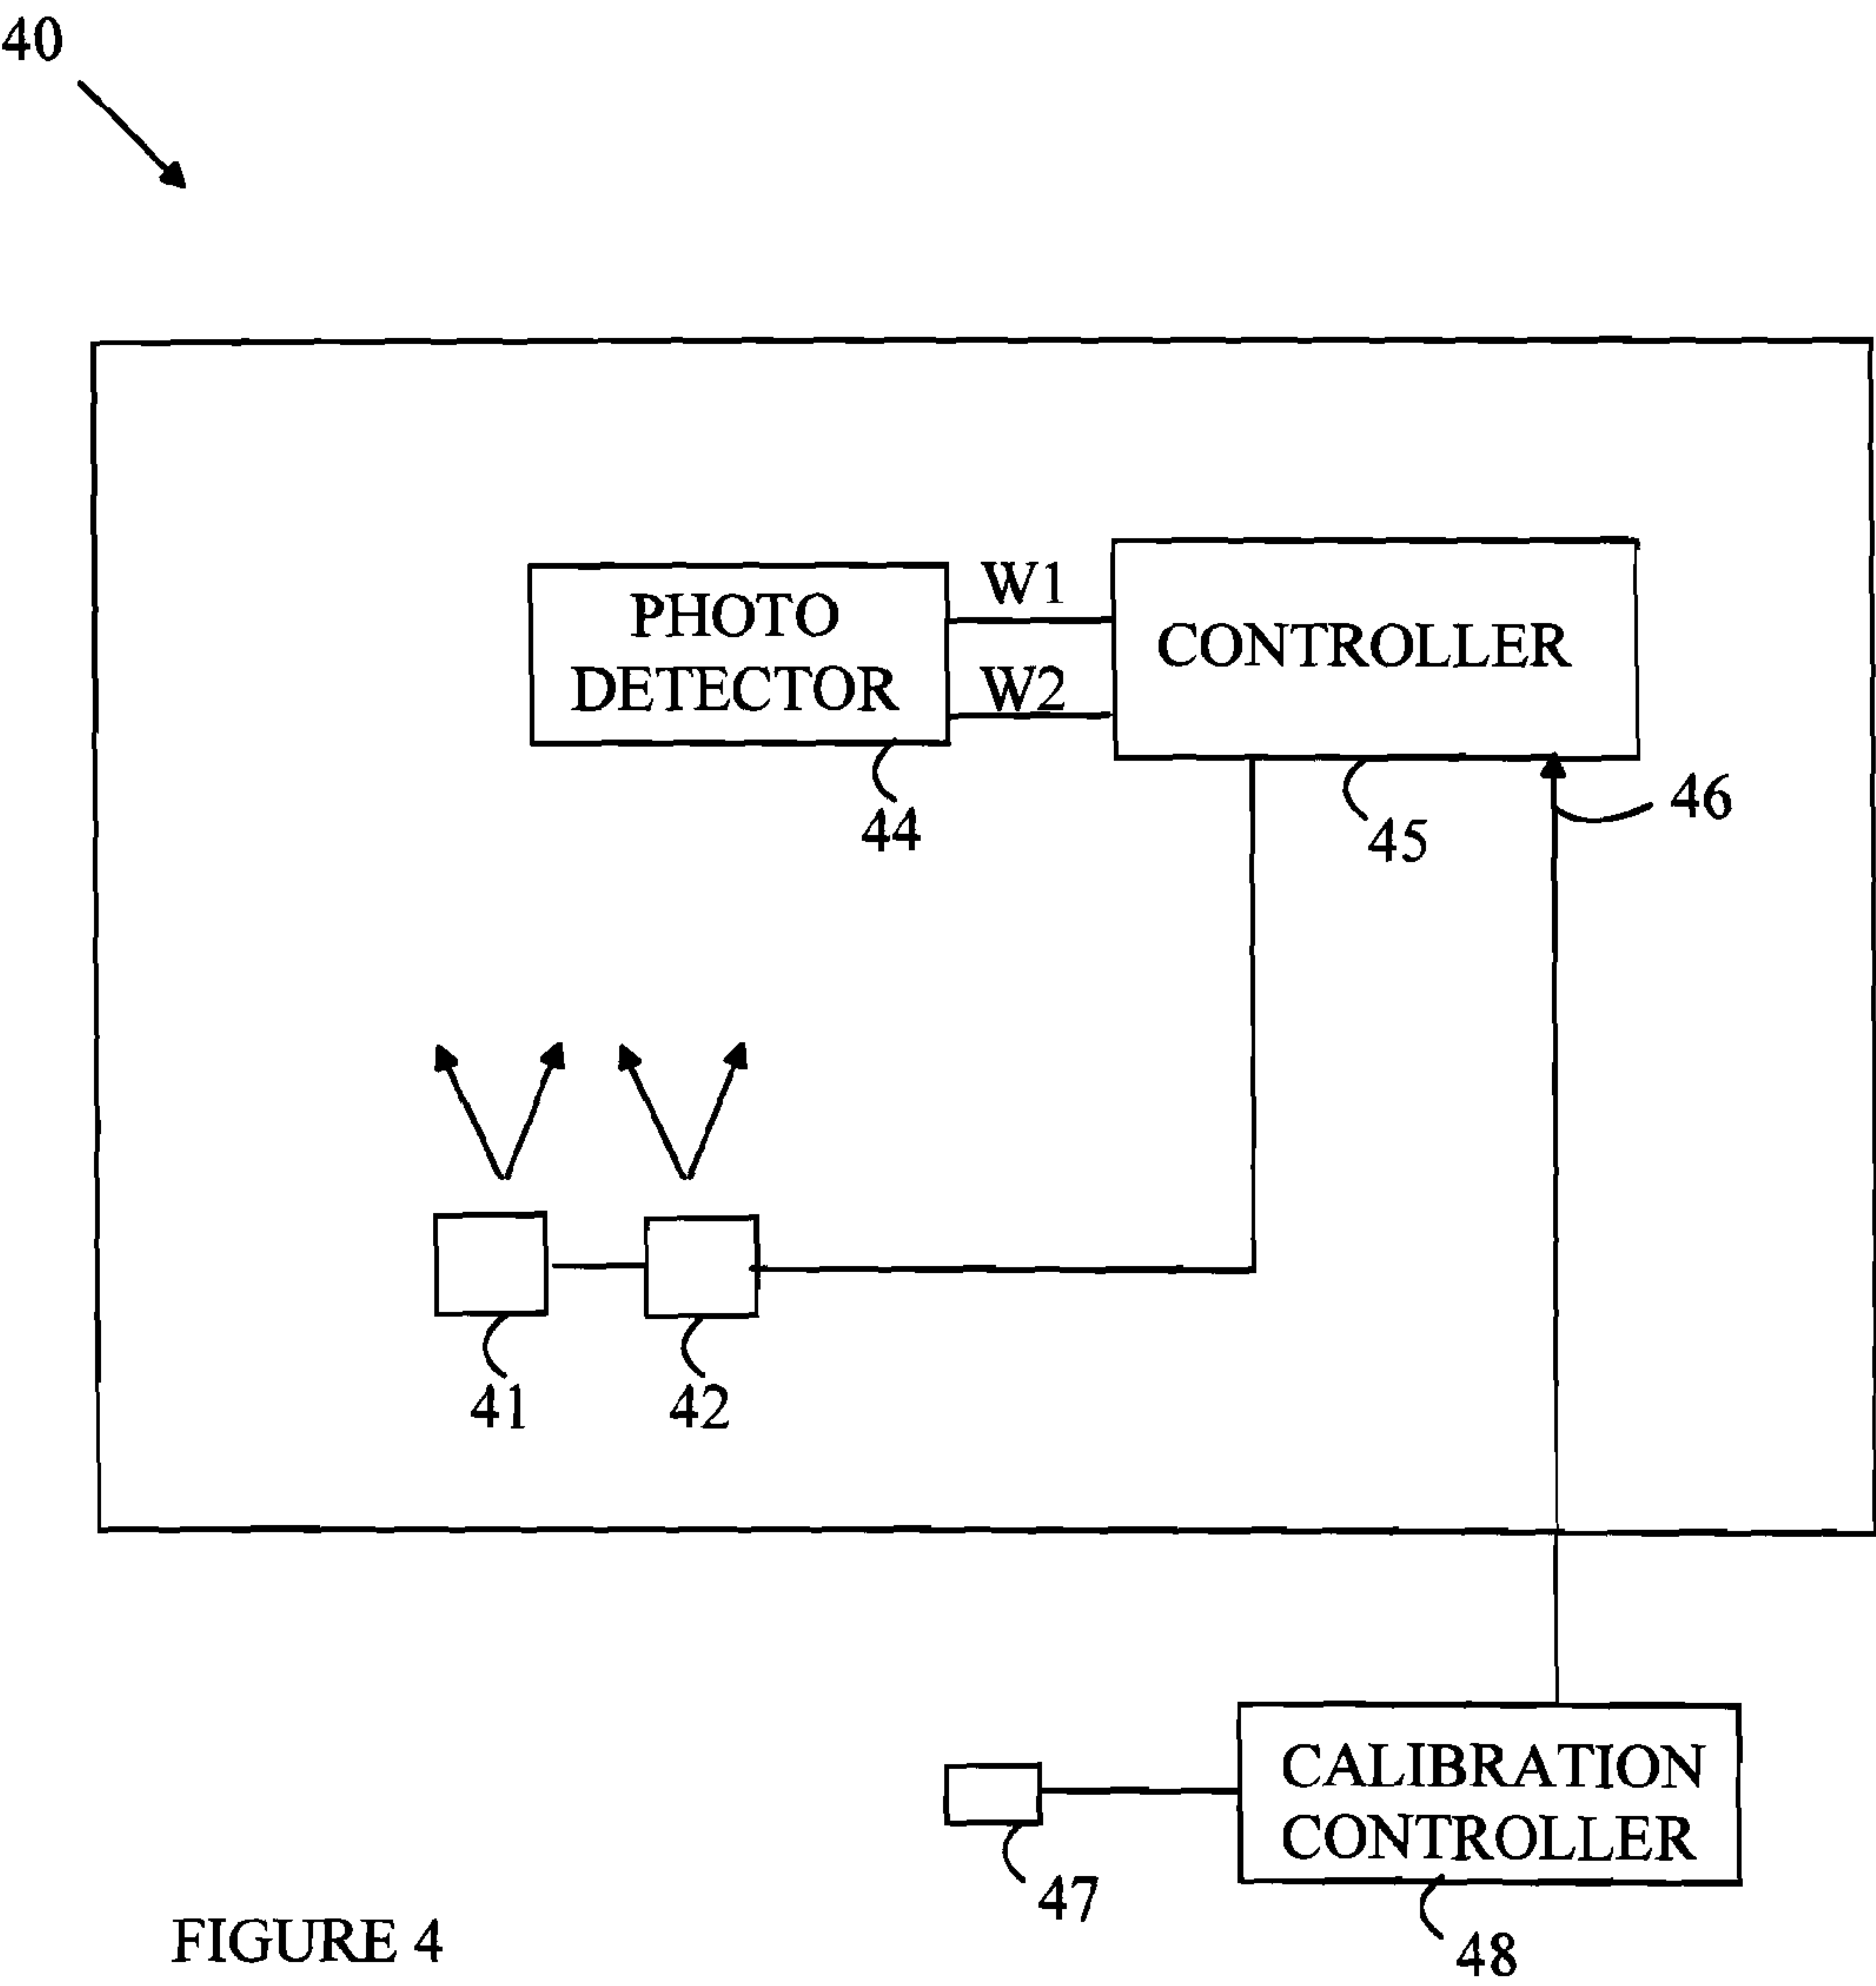 40
PHOTO
DETECTOR
W1
W2
CONTROLLER
44
45
46
41
42
47
CALIBRATION
CONTROLLER
48
FIGURE 4